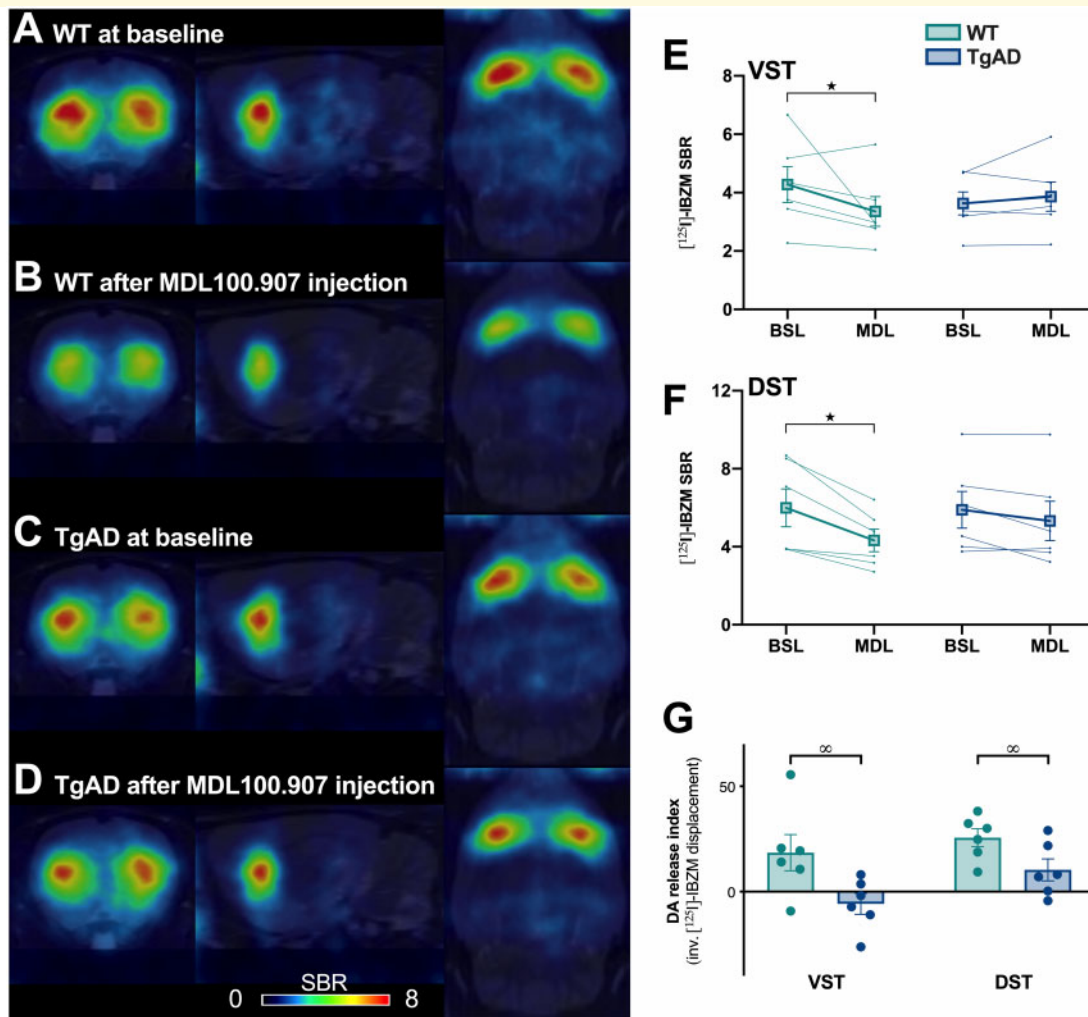 A WT at baseline
B WT after MDL100.907 injection
C TgAD at baseline
D TgAD after MDL100.907 injection
0 SBR 8
WT
TgAD
E VST
8
6
4
2
0
[¹²⁵I]-IBZM SBR
★
BSL MDL BSL MDL
F DST
12
8
4
0
[¹²⁵I]-IBZM SBR
★
BSL MDL BSL MDL
G
50
0
DA release index
(inv. [¹²⁵I]-IBZM displacement)
∞ ∞
VST DST